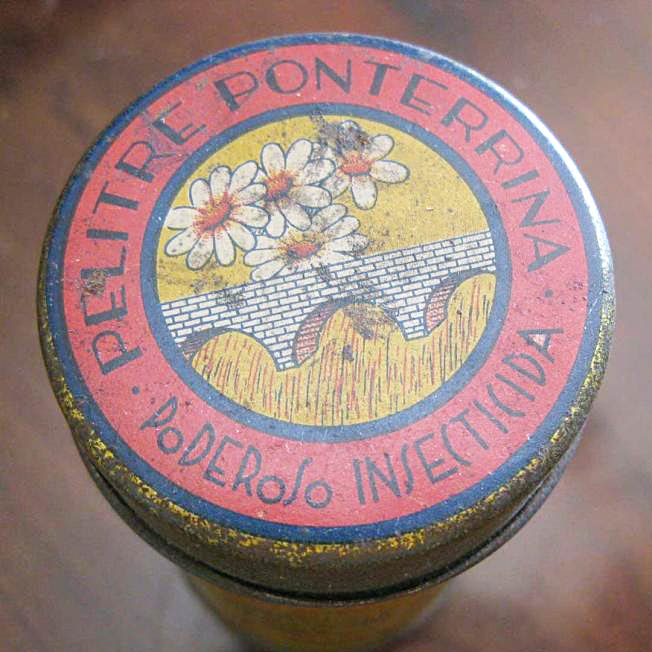 PELITRE PONTERRINA
· PODEROSO INSECTICIDA ·